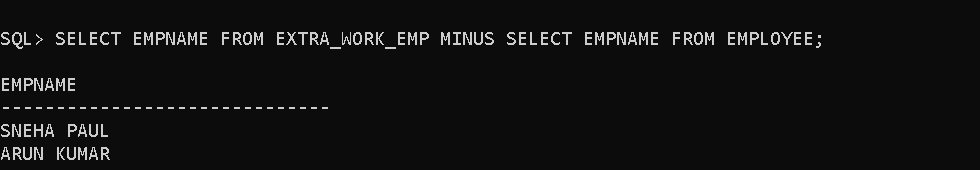 SQL> SELECT EMPNAME FROM EXTRA_WORK_EMP MINUS SELECT EMPNAME FROM EMPLOYEE;
EMPNAME
------------------------------
SNEHA PAUL
ARUN KUMAR